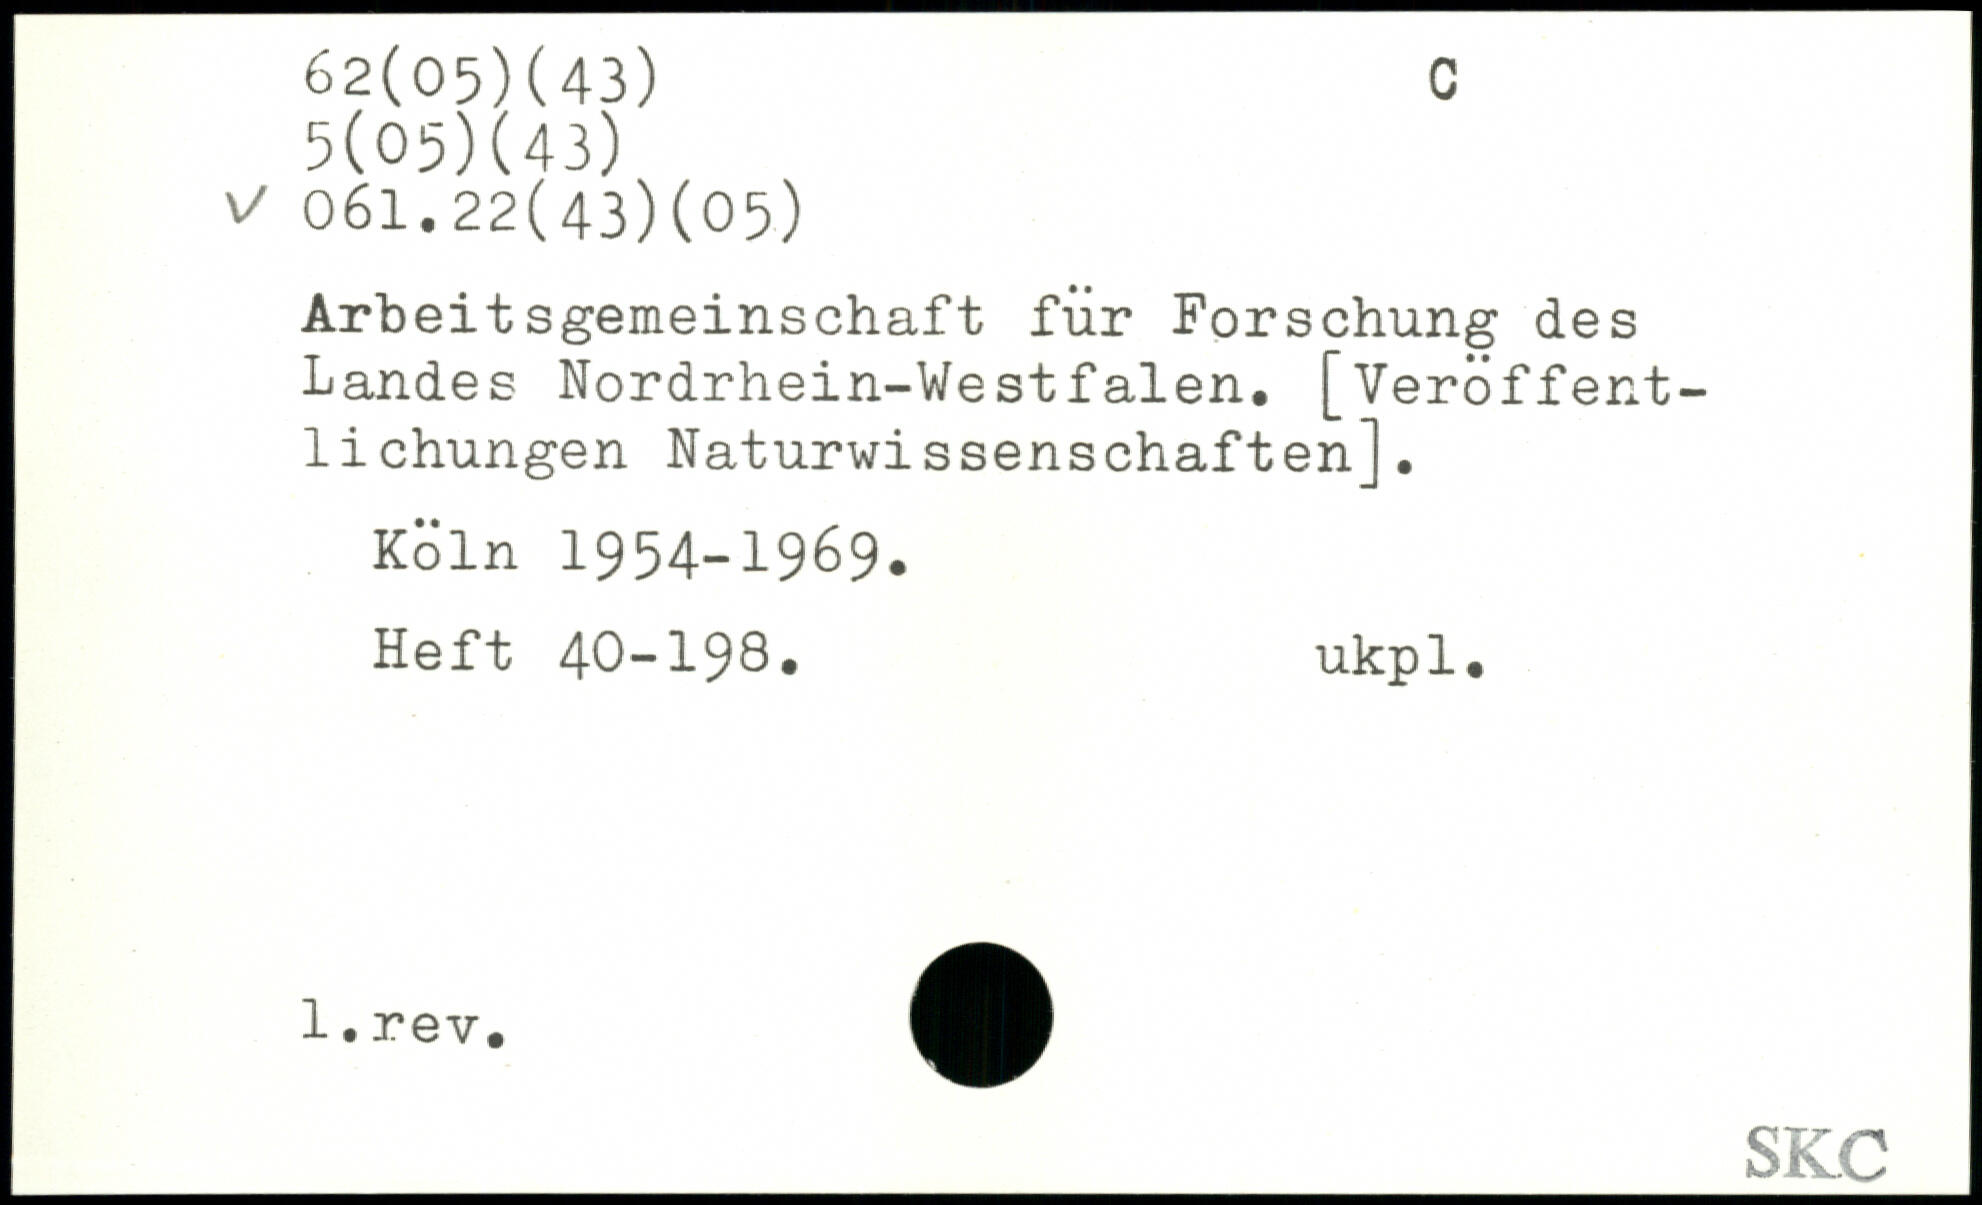 62(05)(43) C
5(05)(43)
v 061.22(43)(05)
Arbeitsgemeinschaft für Forschung des
Landes Nordrhein-Westfalen. [Veröffent-
lichungen Naturwissenschaften].
Köln 1954-1969.
Heft 40-198. ukpl.
1.rev.
SKC